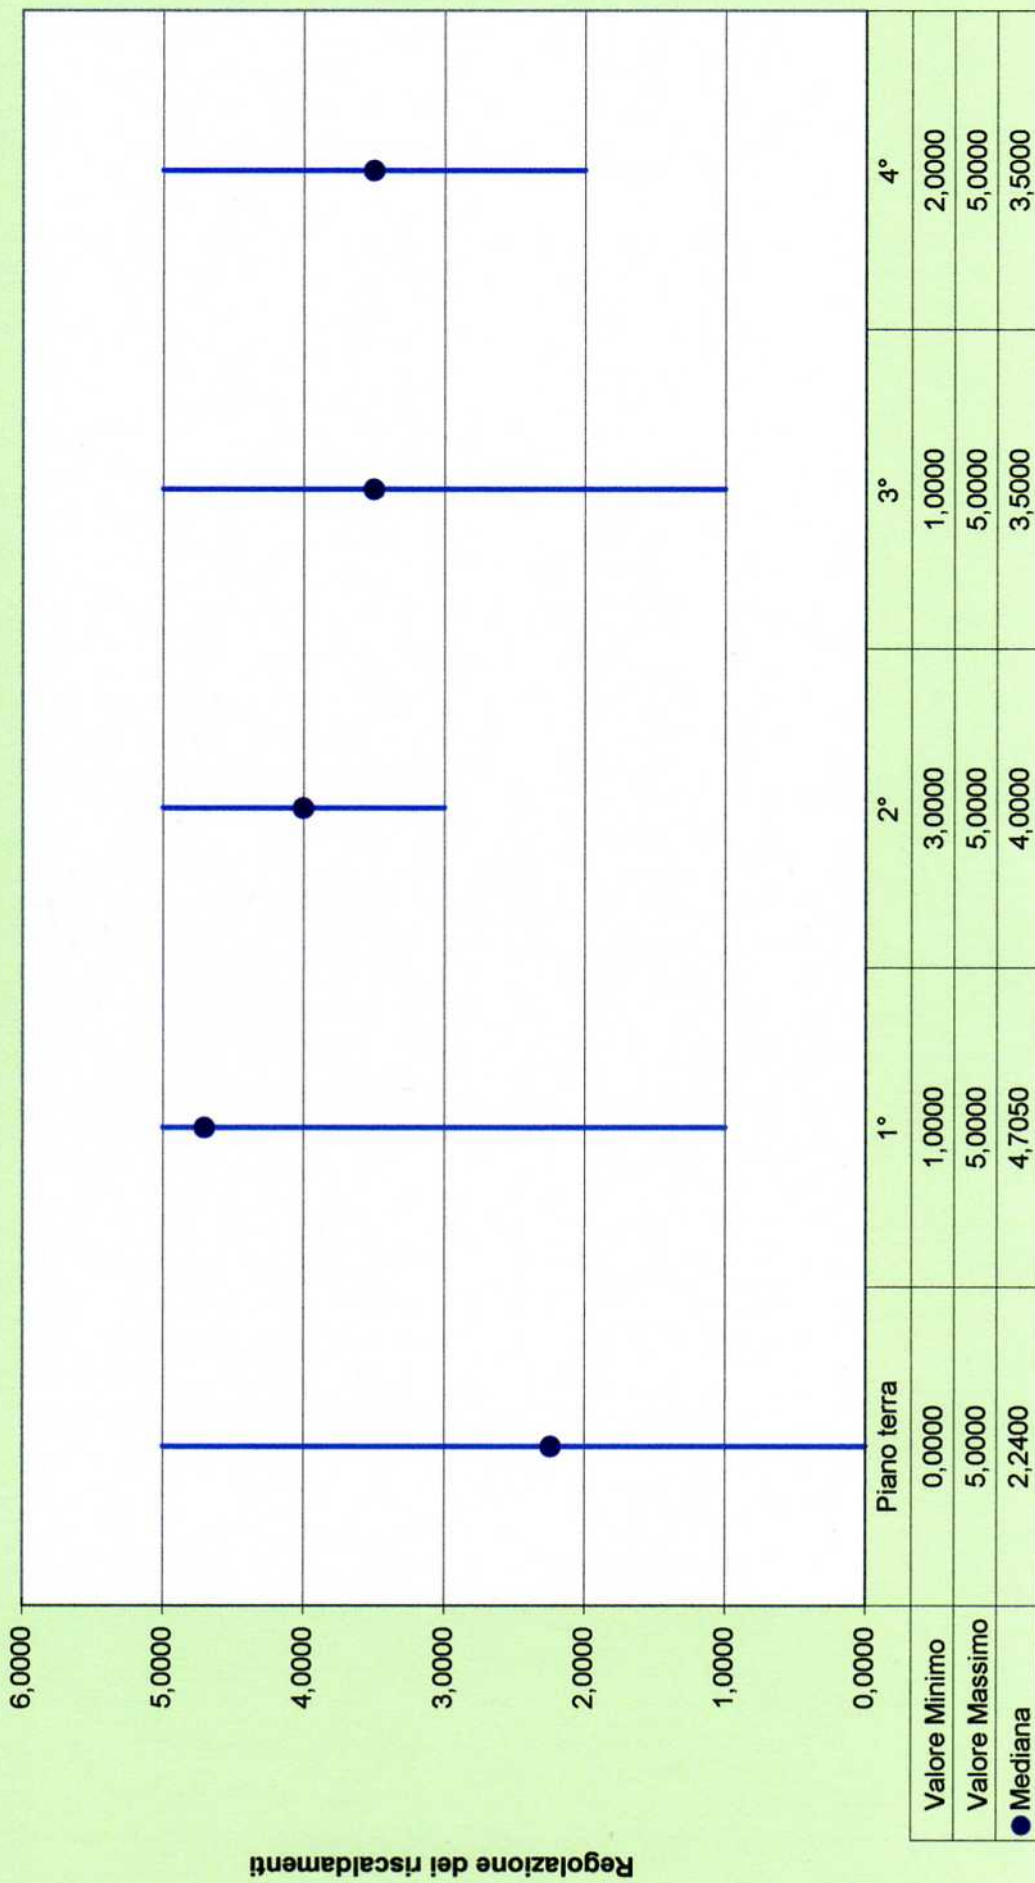 Regolazione dei riscaldamenti
6,0000
5,0000
4,0000
3,0000
2,0000
1,0000
0,0000
Piano terra 1° 2° 3° 4°
Valore Minimo 0,0000 1,0000 3,0000 1,0000 2,0000
Valore Massimo 5,0000 5,0000 5,0000 5,0000 5,0000
Mediana 2,2400 4,7050 4,0000 3,5000 3,5000